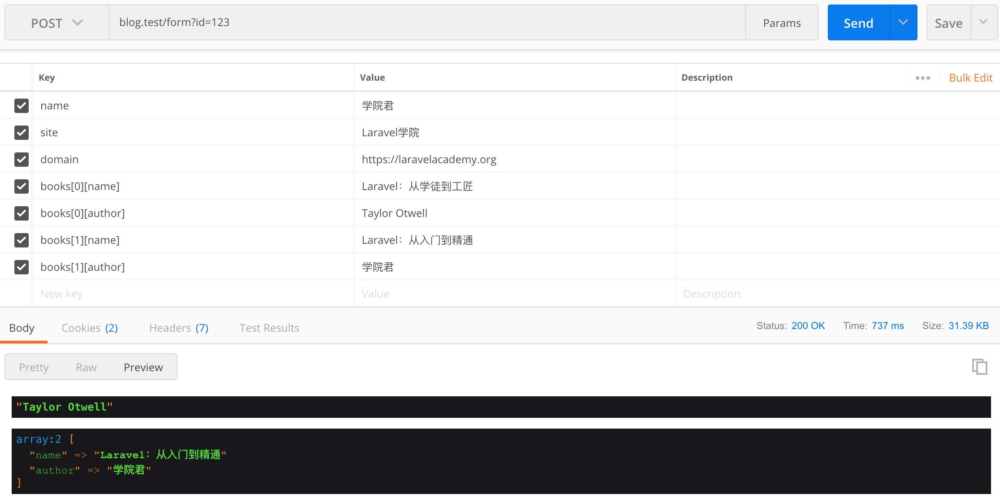 POST blog.test/form?id=123 Params Send Save
Key Value Description ••• Bulk Edit
name 学院君
site Laravel学院
domain https://laravelacademy.org
books[0][name] Laravel：从学徒到工匠
books[0][author] Taylor Otwell
books[1][name] Laravel：从入门到精通
books[1][author] 学院君
New key Value Description
Body Cookies (2) Headers (7) Test Results Status: 200 OK Time: 737 ms Size: 31.39 KB
Pretty Raw Preview
"Taylor Otwell"
array:2 [
"name" => "Laravel：从入门到精通"
"author" => "学院君"
]